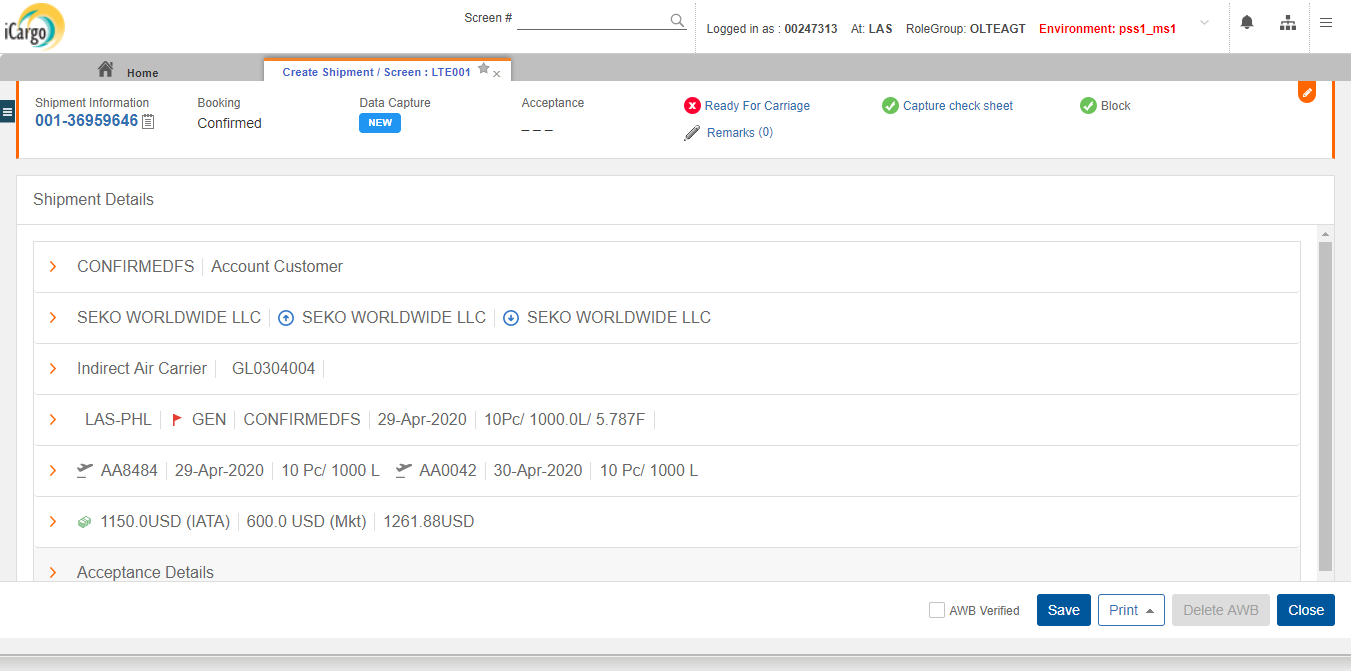 iCargo
Screen #
Logged in as : 00247313 At: LAS RoleGroup: OLTEAGT Environment: pss1_ms1
Home
Create Shipment / Screen : LTE001
Shipment Information
001-36959646
Booking
Confirmed
Data Capture
NEW
Acceptance
_ _ _
Ready For Carriage
Remarks (0)
Capture check sheet
Block
Shipment Details
CONFIRMEDFS Account Customer
SEKO WORLDWIDE LLC SEKO WORLDWIDE LLC SEKO WORLDWIDE LLC
Indirect Air Carrier GL0304004
LAS-PHL GEN CONFIRMEDFS 29-Apr-2020 10Pc/ 1000.0L/ 5.787F
AA8484 29-Apr-2020 10 Pc/ 1000 L AA0042 30-Apr-2020 10 Pc/ 1000 L
1150.0USD (IATA) 600.0 USD (Mkt) 1261.88USD
Acceptance Details
AWB Verified Save Print Delete AWB Close